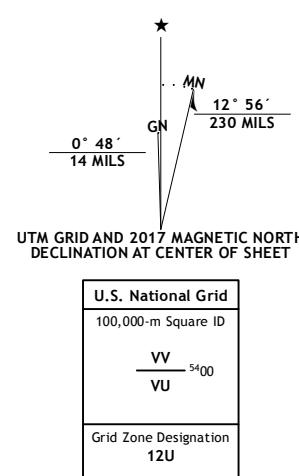 ★
MN
GN
12° 56´
230 MILS
0° 48´
14 MILS
UTM GRID AND 2017 MAGNETIC NORTH
DECLINATION AT CENTER OF SHEET
U.S. National Grid
100,000-m Square ID
VV
5400
VU
Grid Zone Designation
12U